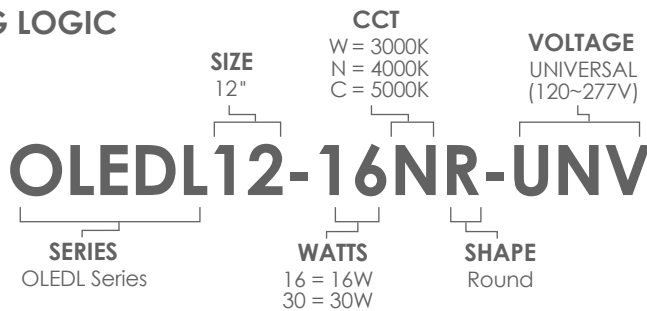 G LOGIC
SIZE
12"
CCT
W = 3000K
N = 4000K
C = 5000K
VOLTAGE
UNIVERSAL
(120~277V)
OLEDL12-16NR-UNV
SERIES
OLEDL Series
WATTS
16 = 16W
30 = 30W
SHAPE
Round